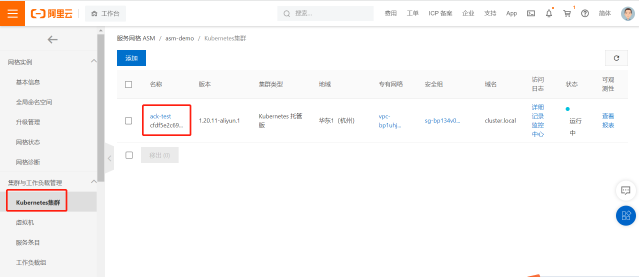 阿里云
工作台
搜索...
费用
工单
ICP 备案
企业
支持
App
简体
服务网格 ASM / asm-demo / Kubernetes集群
添加
网格实例
基本信息
全局命名空间
升级管理
网格状态
网格诊断
集群与工作负载管理
Kubernetes集群
虚拟机
服务条目
工作负载组
名称
版本
集群类型
地域
专有网络
安全组
域名
访问
日志
状态
可观
测性
ack-test
cfdf5e2c69...
1.20.11-aliyun.1
Kubernetes 托管
版
华东1（杭州）
vpc-
bp1uhj...
sg-bp134v0...
cluster.local
详细
记录
监控
中心
运行
中
查看
报表
移出 (0)